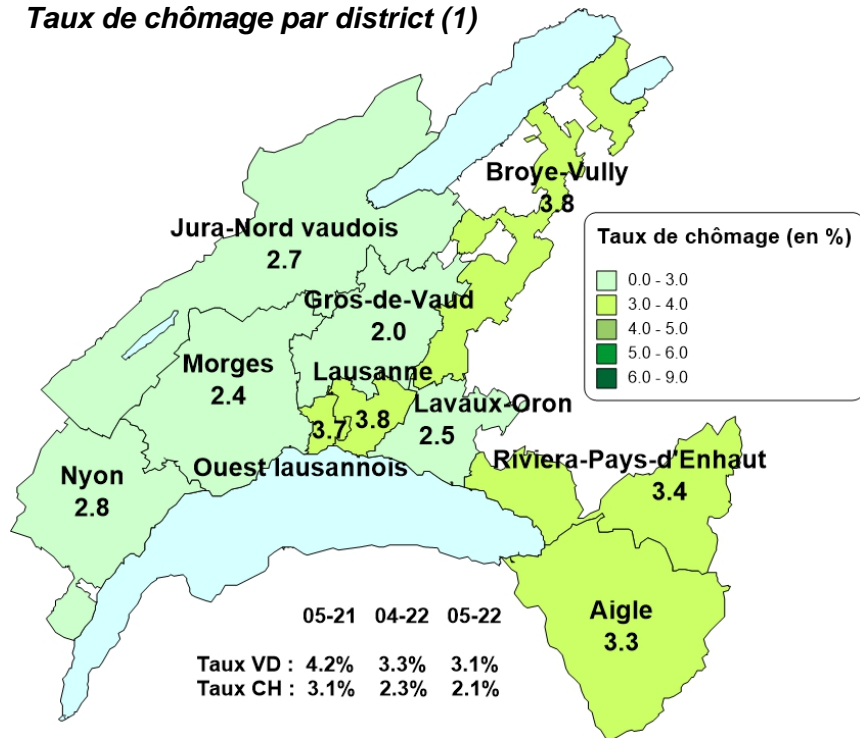 Taux de chômage par district (1)
Broye-Vully
3.8
Jura-Nord vaudois
2.7
Taux de chômage (en %)
0.0 - 3.0
3.0 - 4.0
4.0 - 5.0
5.0 - 6.0
6.0 - 9.0
Gros-de-Vaud
2.0
Morges
2.4
Lausanne
3.8
3.7
Lavaux-Oron
2.5
Ouest lausannois
Riviera-Pays-d'Enhaut
3.4
Nyon
2.8
Aigle
3.3
05-21 04-22 05-22
Taux VD : 4.2% 3.3% 3.1%
Taux CH : 3.1% 2.3% 2.1%